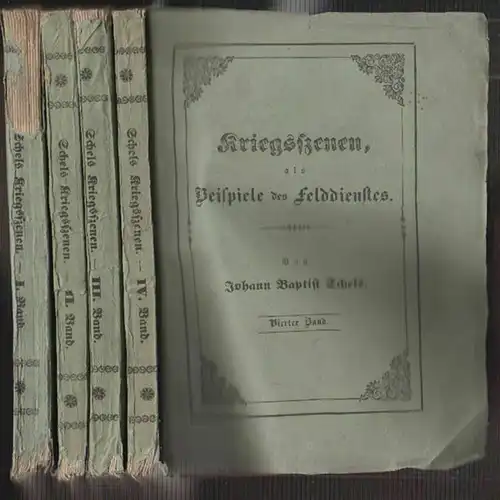 Schels Kriegsszenen. – I. Band.
Schels Kriegsszenen. – II. Band.
Schels Kriegsszenen. – III. Band.
Schels Kriegsszenen. – IV. Band.
Kriegsszenen,
als
Beispiele des Felddienstes.
Von
Johann Baptist Schels.
Vierter Band.